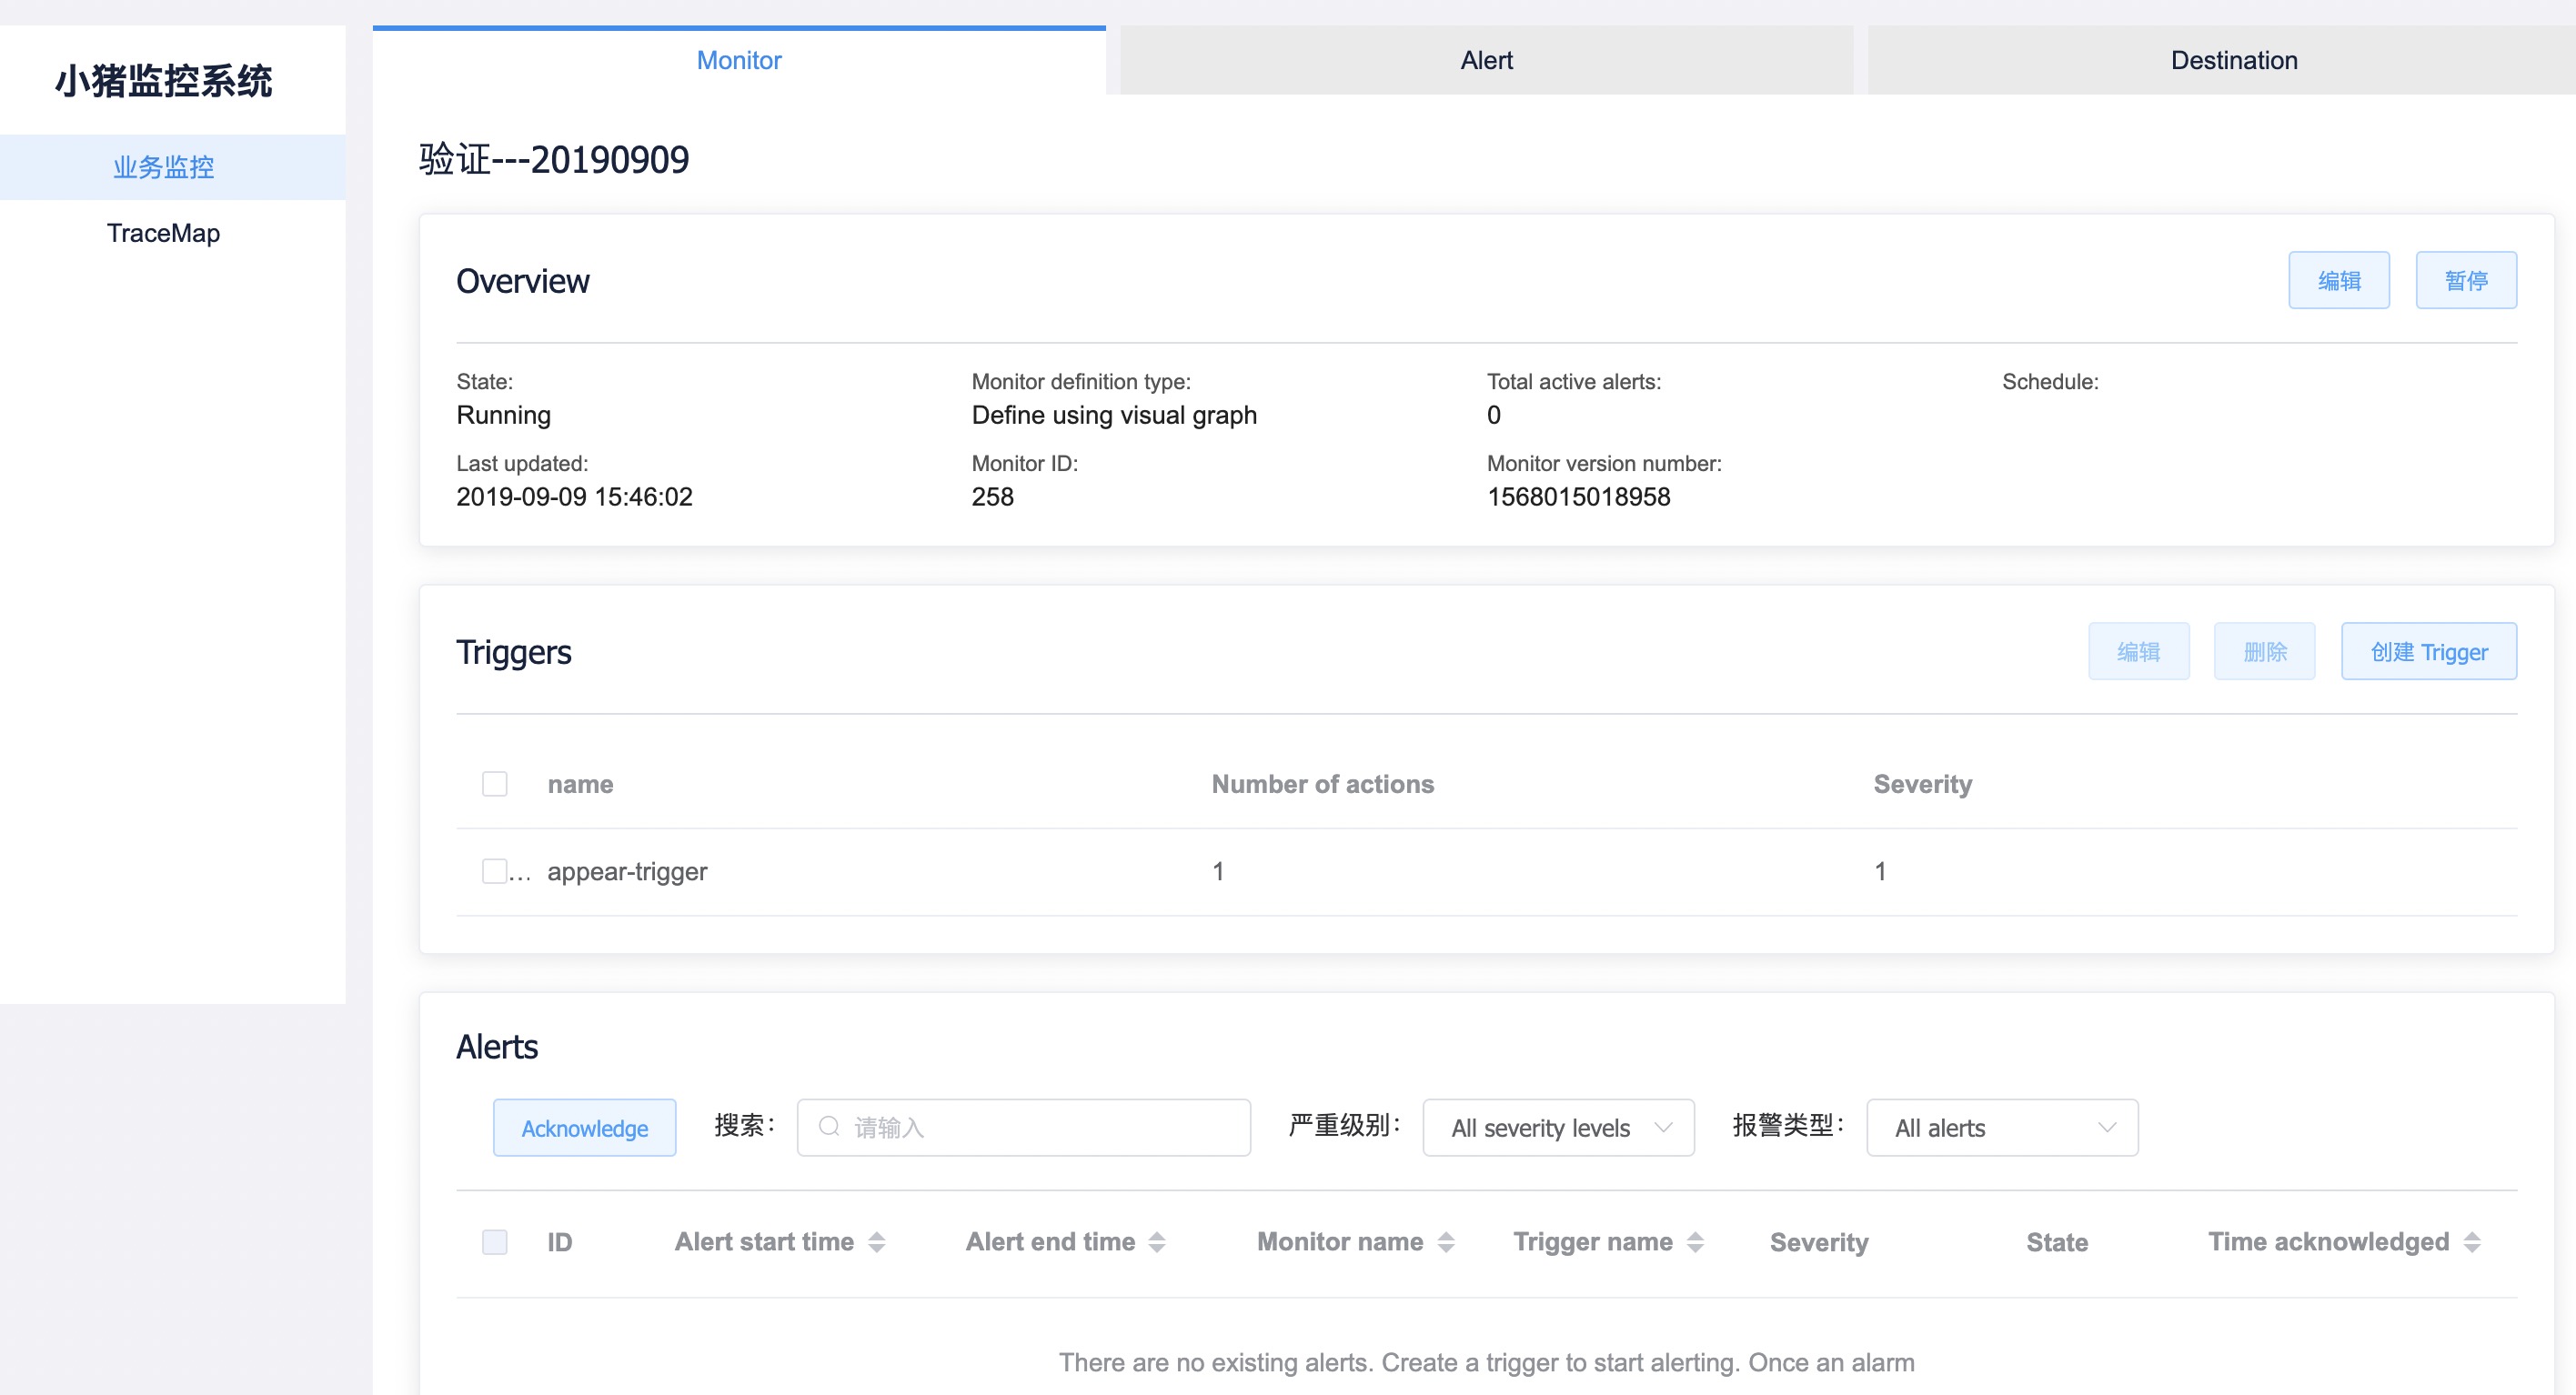 小猪监控系统
业务监控
TraceMap
Monitor
Alert
Destination
验证---20190909
Overview
编辑
暂停
State:
Monitor definition type:
Total active alerts:
Schedule:
Running
Define using visual graph
0
Last updated:
Monitor ID:
Monitor version number:
2019-09-09 15:46:02
258
1568015018958
Triggers
编辑
删除
创建 Trigger
name
Number of actions
Severity
... appear-trigger
1
1
Alerts
Acknowledge
搜索：
请输入
严重级别：
All severity levels
报警类型：
All alerts
ID
Alert start time
Alert end time
Monitor name
Trigger name
Severity
State
Time acknowledged
There are no existing alerts. Create a trigger to start alerting. Once an alarm